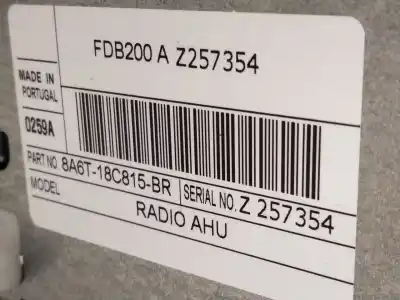 FDB200 A Z257354
MADE IN
PORTUGAL
0259A
PART NO. 8A6T-18C815-BR
SERIAL NO. Z 257354
MODEL
RADIO AHU